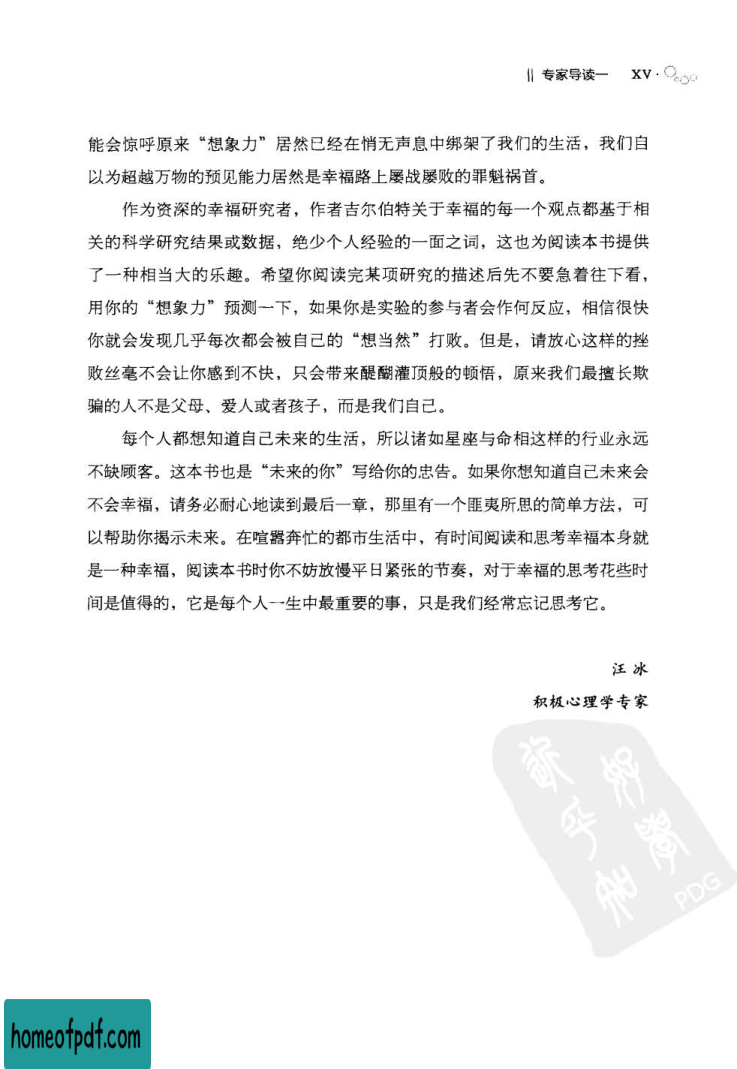 ‖ 专家导读一 XV
能会惊呼原来“想象力”居然已经在悄无声息中绑架了我们的生活，我们自
以为超越万物的预见能力居然是幸福路上屡战屡败的罪魁祸首。
作为资深的幸福研究者，作者吉尔伯特关于幸福的每一个观点都基于相
关的科学研究结果或数据，绝少个人经验的一面之词，这也为阅读本书提供
了一种相当大的乐趣。希望你阅读完某项研究的描述后先不要急着往下看，
用你的“想象力”预测一下，如果你是实验的参与者会作何反应，相信很快
你就会发现几乎每次都会被自己的“想当然”打败。但是，请放心这样的挫
败丝毫不会让你感到不快，只会带来醍醐灌顶般的顿悟，原来我们最擅长欺
骗的人不是父母、爱人或者孩子，而是我们自己。
每个人都想知道自己未来的生活，所以诸如星座与命相这样的行业永远
不缺顾客。这本书也是“未来的你”写给你的忠告。如果你想知道自己未来会
不会幸福，请务必耐心地读到最后一章，那里有一个匪夷所思的简单方法，可
以帮助你揭示未来。在喧嚣奔忙的都市生活中，有时间阅读和思考幸福本身就
是一种幸福，阅读本书时你不妨放慢平日紧张的节奏，对于幸福的思考花些时
间是值得的，它是每个人一生中最重要的事，只是我们经常忘记思考它。
汪 冰
积极心理学专家
PDG
homeofpdf.com